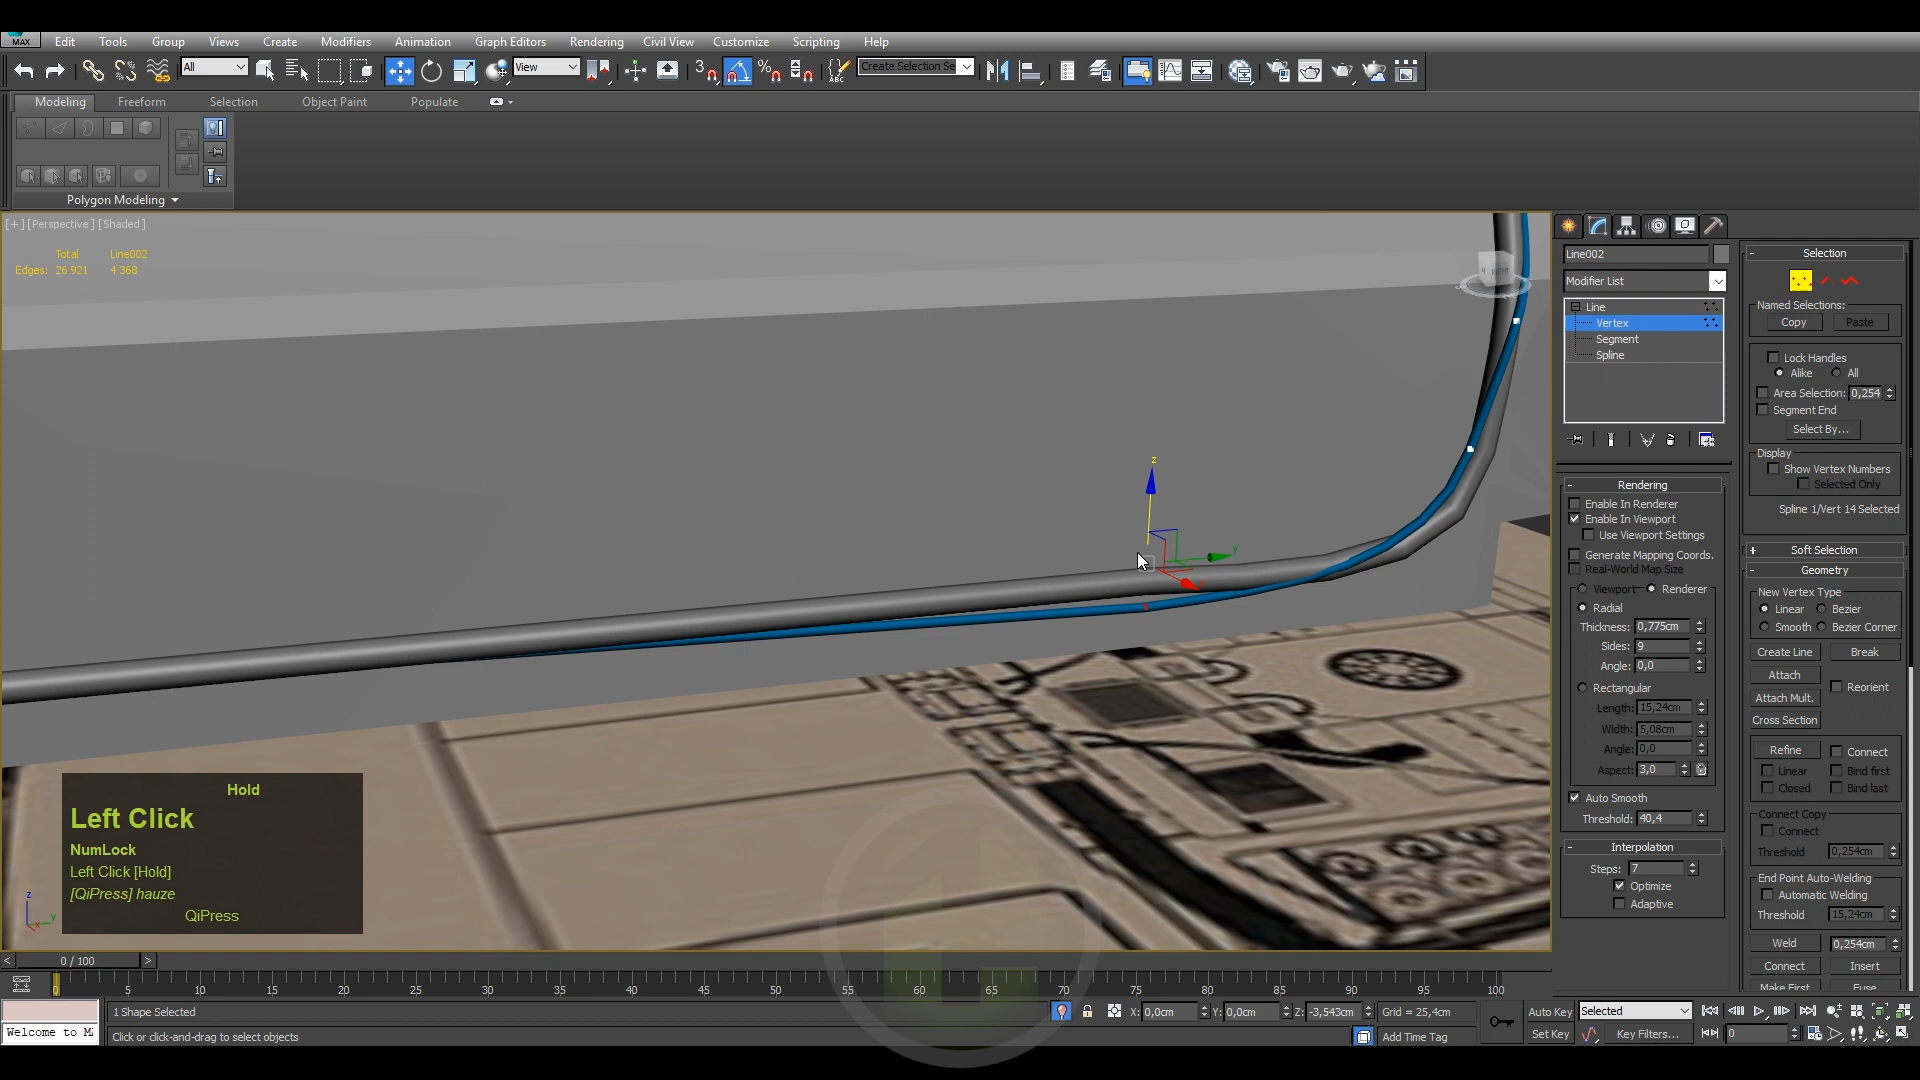 MAX
Edit Tools Group Views Create Modifiers Animation Graph Editors Rendering Civil View Customize Scripting Help
All
View
3
ABC
Create Selection Se
Modeling Freeform Selection Object Paint Populate
Polygon Modeling
[+] [Perspective ] [Shaded ]
Total Line002
Edges: 26 921 4 368
RIGHT
z
y
Hold
Left Click
NumLock
Left Click [Hold]
[QiPress] hauze
QiPress
z
y
x
Line002
Modifier List
Line
Vertex
Segment
Spline
Rendering
Enable In Renderer
Enable In Viewport
Use Viewport Settings
Generate Mapping Coords.
Real-World Map Size
Viewport Renderer
Radial
Thickness: 0,775cm
Sides: 9
Angle: 0,0
Rectangular
Length: 15,24cm
Width: 5,08cm
Angle: 0,0
Aspect: 3,0
Auto Smooth
Threshold: 40,4
Interpolation
Steps: 7
Optimize
Adaptive
Selection
Named Selections:
Copy Paste
Lock Handles
Alike All
Area Selection: 0,254
Segment End
Select By...
Display
Show Vertex Numbers
Selected Only
Spline 1/Vert 14 Selected
Soft Selection
Geometry
New Vertex Type
Linear Bezier
Smooth Bezier Corner
Create Line Break
Attach
Reorient
Attach Mult.
Cross Section
Refine Connect
Linear Bind first
Closed Bind last
Connect Copy
Connect
Threshold 0,254cm
End Point Auto-Welding
Automatic Welding
Threshold 15,24cm
Weld 0,254cm
Connect Insert
Make First Fuse
< 0 / 100 >
0 5 10 15 20 25 30 35 40 45 50 55 60 65 70 75 80 85 90 95 100
1 Shape Selected
X: 0,0cm Y: 0,0cm Z: -3,543cm Grid = 25,4cm
Auto Key Selected
Welcome to M
Click or click-and-drag to select objects
Add Time Tag
Set Key Key Filters... 0